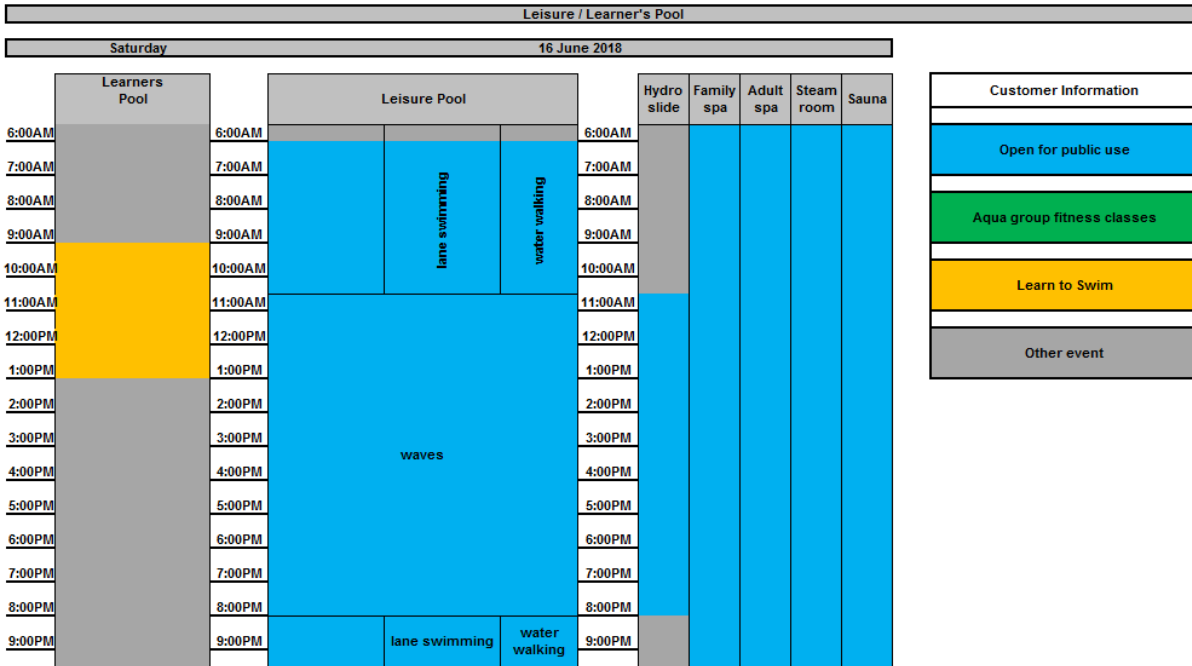 Leisure / Learner's Pool
Saturday 16 June 2018
Learners
Pool
Leisure Pool
Hydro
slide
Family
spa
Adult
spa
Steam
room
Sauna
Customer Information
6:00AM 6:00AM 6:00AM
Open for public use
7:00AM 7:00AM 7:00AM
lane swimming
water walking
8:00AM 8:00AM 8:00AM
Aqua group fitness classes
9:00AM 9:00AM 9:00AM
10:00AM 10:00AM 10:00AM
Learn to Swim
11:00AM 11:00AM 11:00AM
12:00PM 12:00PM 12:00PM
Other event
1:00PM 1:00PM 1:00PM
2:00PM 2:00PM 2:00PM
3:00PM 3:00PM 3:00PM
waves
4:00PM 4:00PM 4:00PM
5:00PM 5:00PM 5:00PM
6:00PM 6:00PM 6:00PM
7:00PM 7:00PM 7:00PM
8:00PM 8:00PM 8:00PM
9:00PM 9:00PM lane swimming water
walking 9:00PM